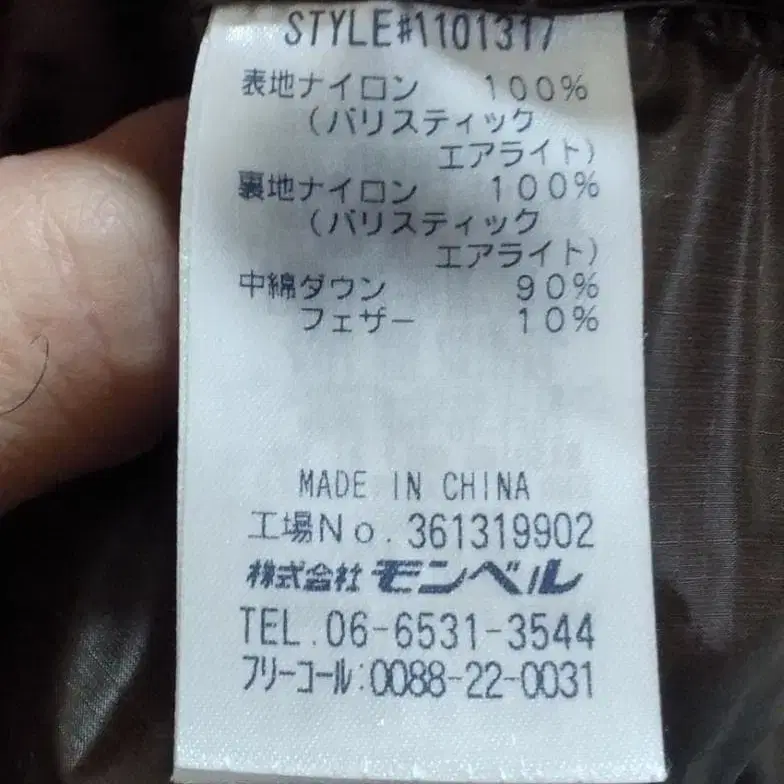 STYLE#1101317
表地ナイロン 100%
(バリスティック
エアライト)
裏地ナイロン 100%
(バリスティック
エアライト)
中綿ダウン 90%
フェザー 10%
MADE IN CHINA
工場No.361319902
株式会社モンベル
TEL.06-6531-3544
フリーコール:0088-22-0031